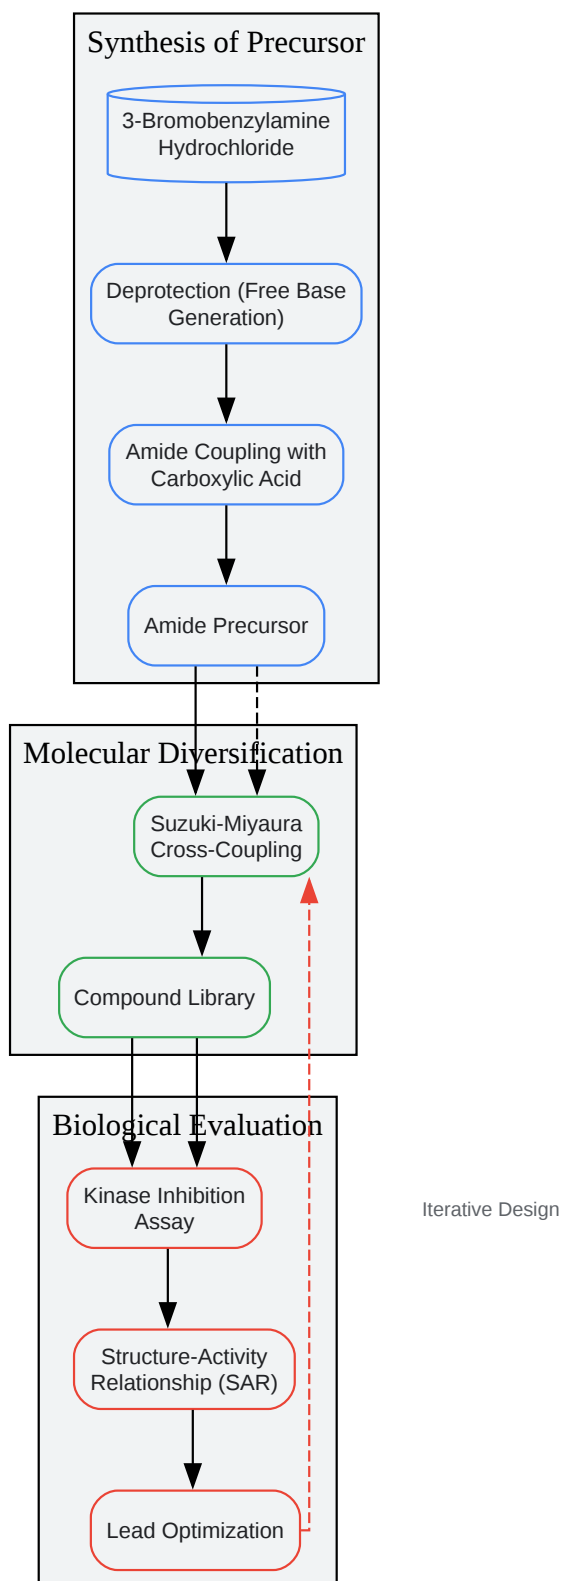 Synthesis of Precursor
3-Bromobenzylamine
Hydrochloride
Deprotection (Free Base
Generation)
Amide Coupling with
Carboxylic Acid
Amide Precursor
Molecular Diversification
Suzuki-Miyaura
Cross-Coupling
Compound Library
Biological Evaluation
Kinase Inhibition
Assay
Iterative Design
Structure-Activity
Relationship (SAR)
Lead Optimization